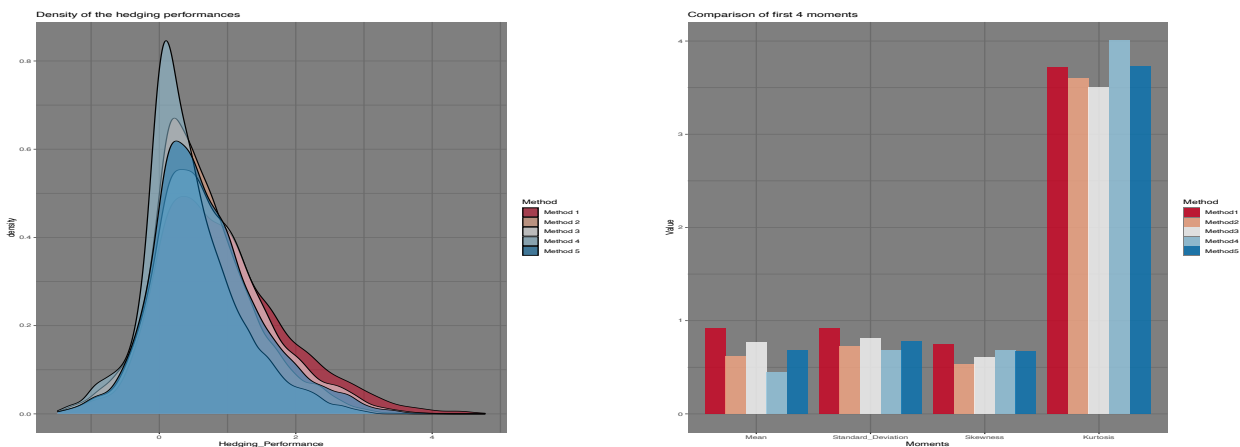 Density of the hedging performances
density
0.8
0.6
0.4
0.2
0.0
0
2
4
Hedging_Performance
Method
Method 1
Method 2
Method 3
Method 4
Method 5
Comparison of first 4 moments
Value
4
3
2
1
0
Mean
Standard_Deviation
Skewness
Kurtosis
Moments
Method
Method1
Method2
Method3
Method4
Method5